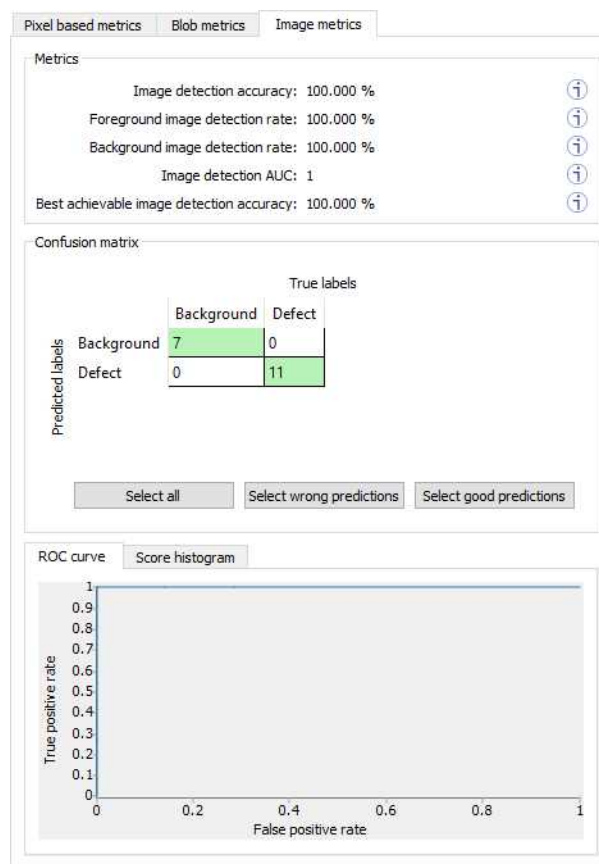 Pixel based metrics Blob metrics Image metrics
Metrics
Image detection accuracy: 100.000 %
Foreground image detection rate: 100.000 %
Background image detection rate: 100.000 %
Image detection AUC: 1
Best achievable image detection accuracy: 100.000 %
Confusion matrix
True labels
Background Defect
Predicted labels
Background 7 0
Defect 0 11
Select all Select wrong predictions Select good predictions
ROC curve Score histogram
True positive rate
1
0.9
0.8
0.7
0.6
0.5
0.4
0.3
0.2
0.1
0
0 0.2 0.4 0.6 0.8 1
False positive rate